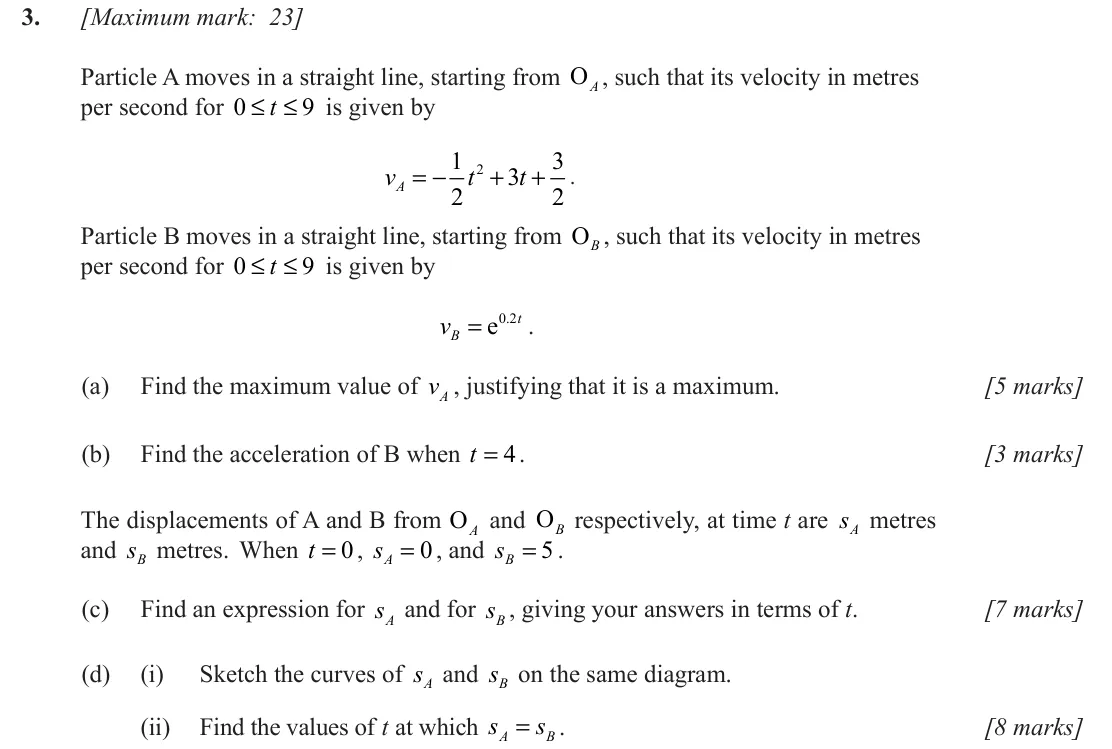 3. [Maximum mark: 23]
Particle A moves in a straight line, starting from O_A, such that its velocity in metres
per second for 0 ≤ t ≤ 9 is given by
v_A = −1/2 t² + 3t + 3/2 .
Particle B moves in a straight line, starting from O_B, such that its velocity in metres
per second for 0 ≤ t ≤ 9 is given by
v_B = e^{0.2t} .
(a) Find the maximum value of v_A, justifying that it is a maximum. [5 marks]
(b) Find the acceleration of B when t = 4. [3 marks]
The displacements of A and B from O_A and O_B respectively, at time t are s_A metres
and s_B metres. When t = 0, s_A = 0, and s_B = 5.
(c) Find an expression for s_A and for s_B, giving your answers in terms of t. [7 marks]
(d) (i) Sketch the curves of s_A and s_B on the same diagram.
(ii) Find the values of t at which s_A = s_B. [8 marks]